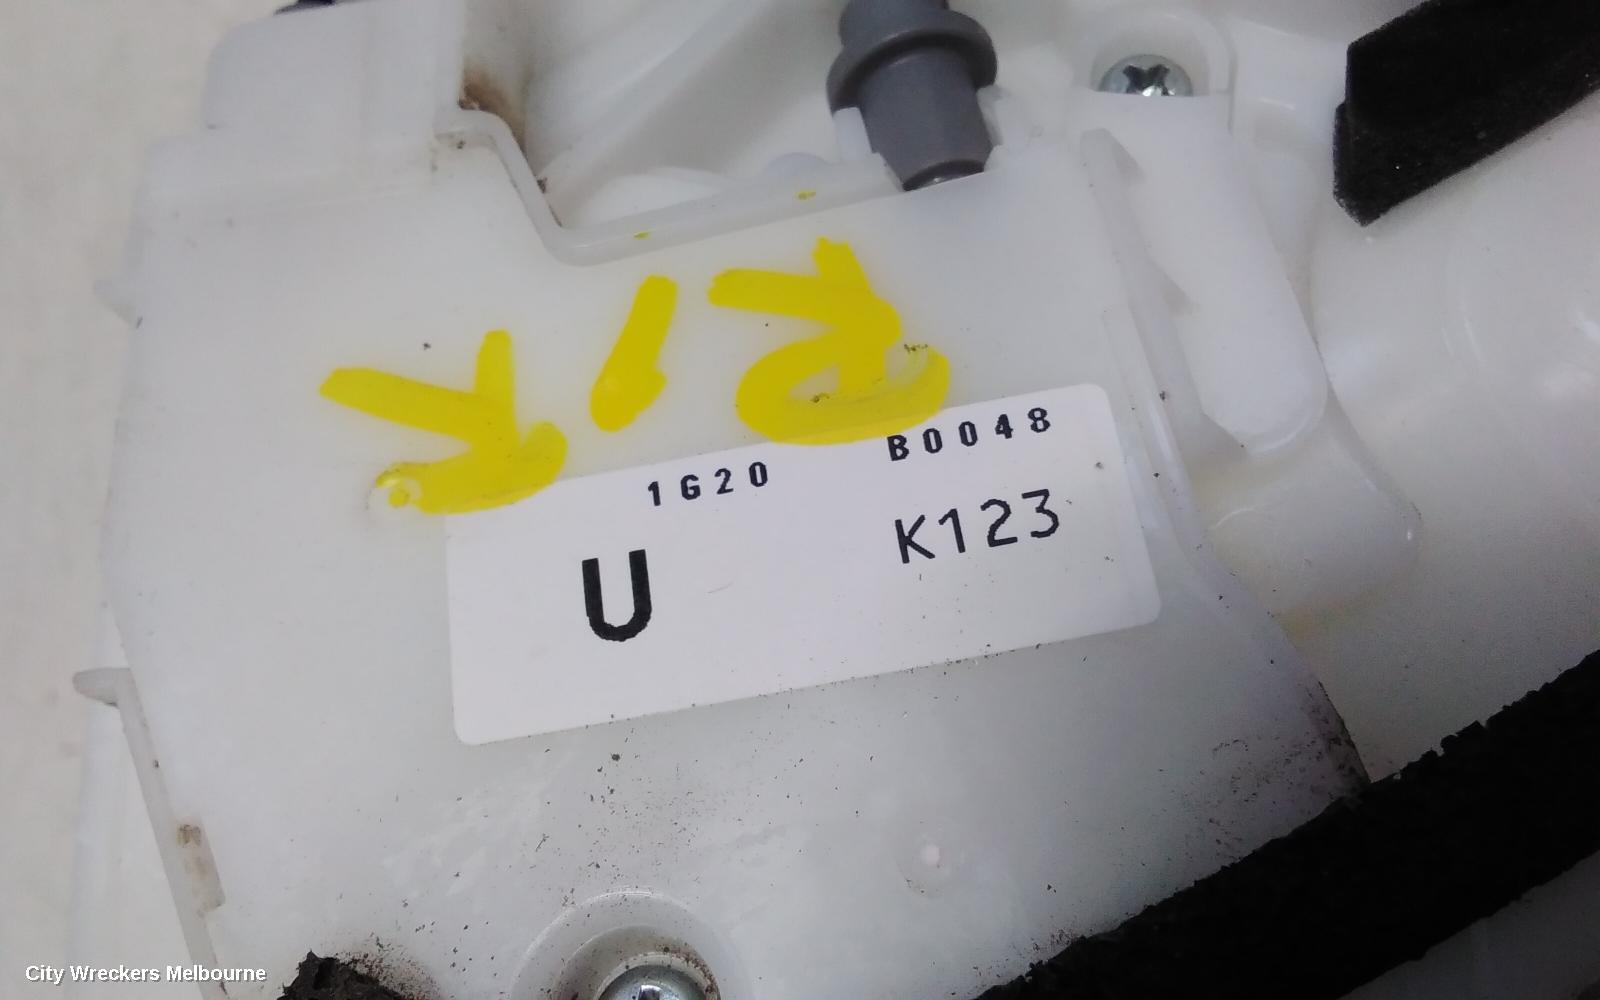 R/R
1G20 B0048
U K123
City Wreckers Melbourne